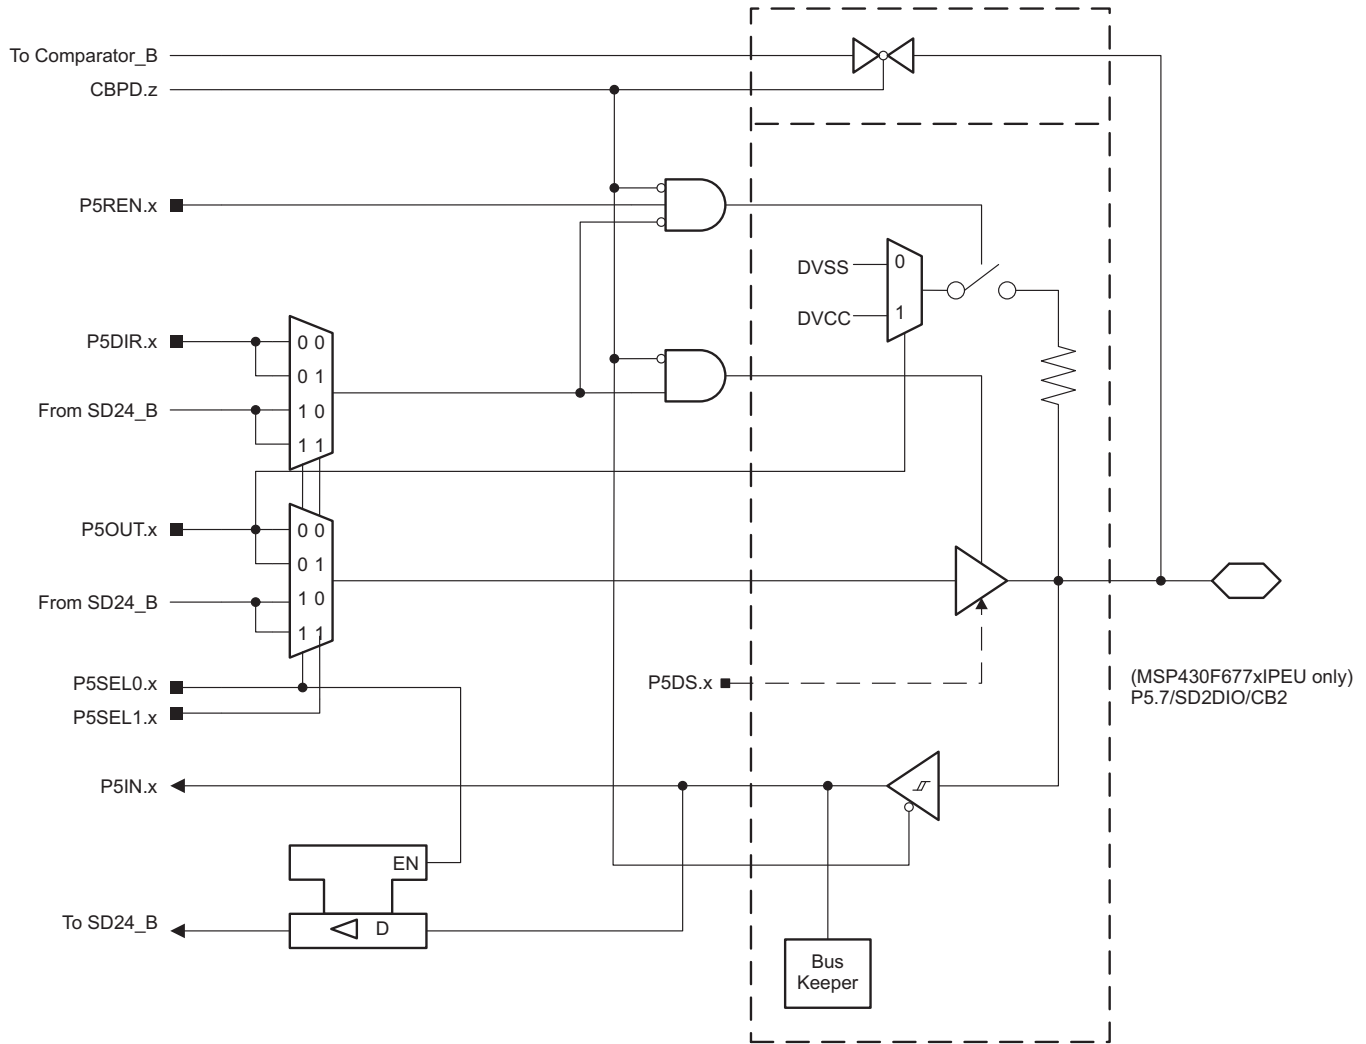 To Comparator_B
CBPD.z
P5REN.x
DVSS
0
DVCC
1
P5DIR.x
0 0
0 1
From SD24_B
1 0
1 1
P5OUT.x
0 0
0 1
From SD24_B
1 0
1 1
P5SEL0.x
P5SEL1.x
P5DS.x
(MSP430F677xIPEU only)
P5.7/SD2DIO/CB2
P5IN.x
EN
To SD24_B
D
Bus
Keeper